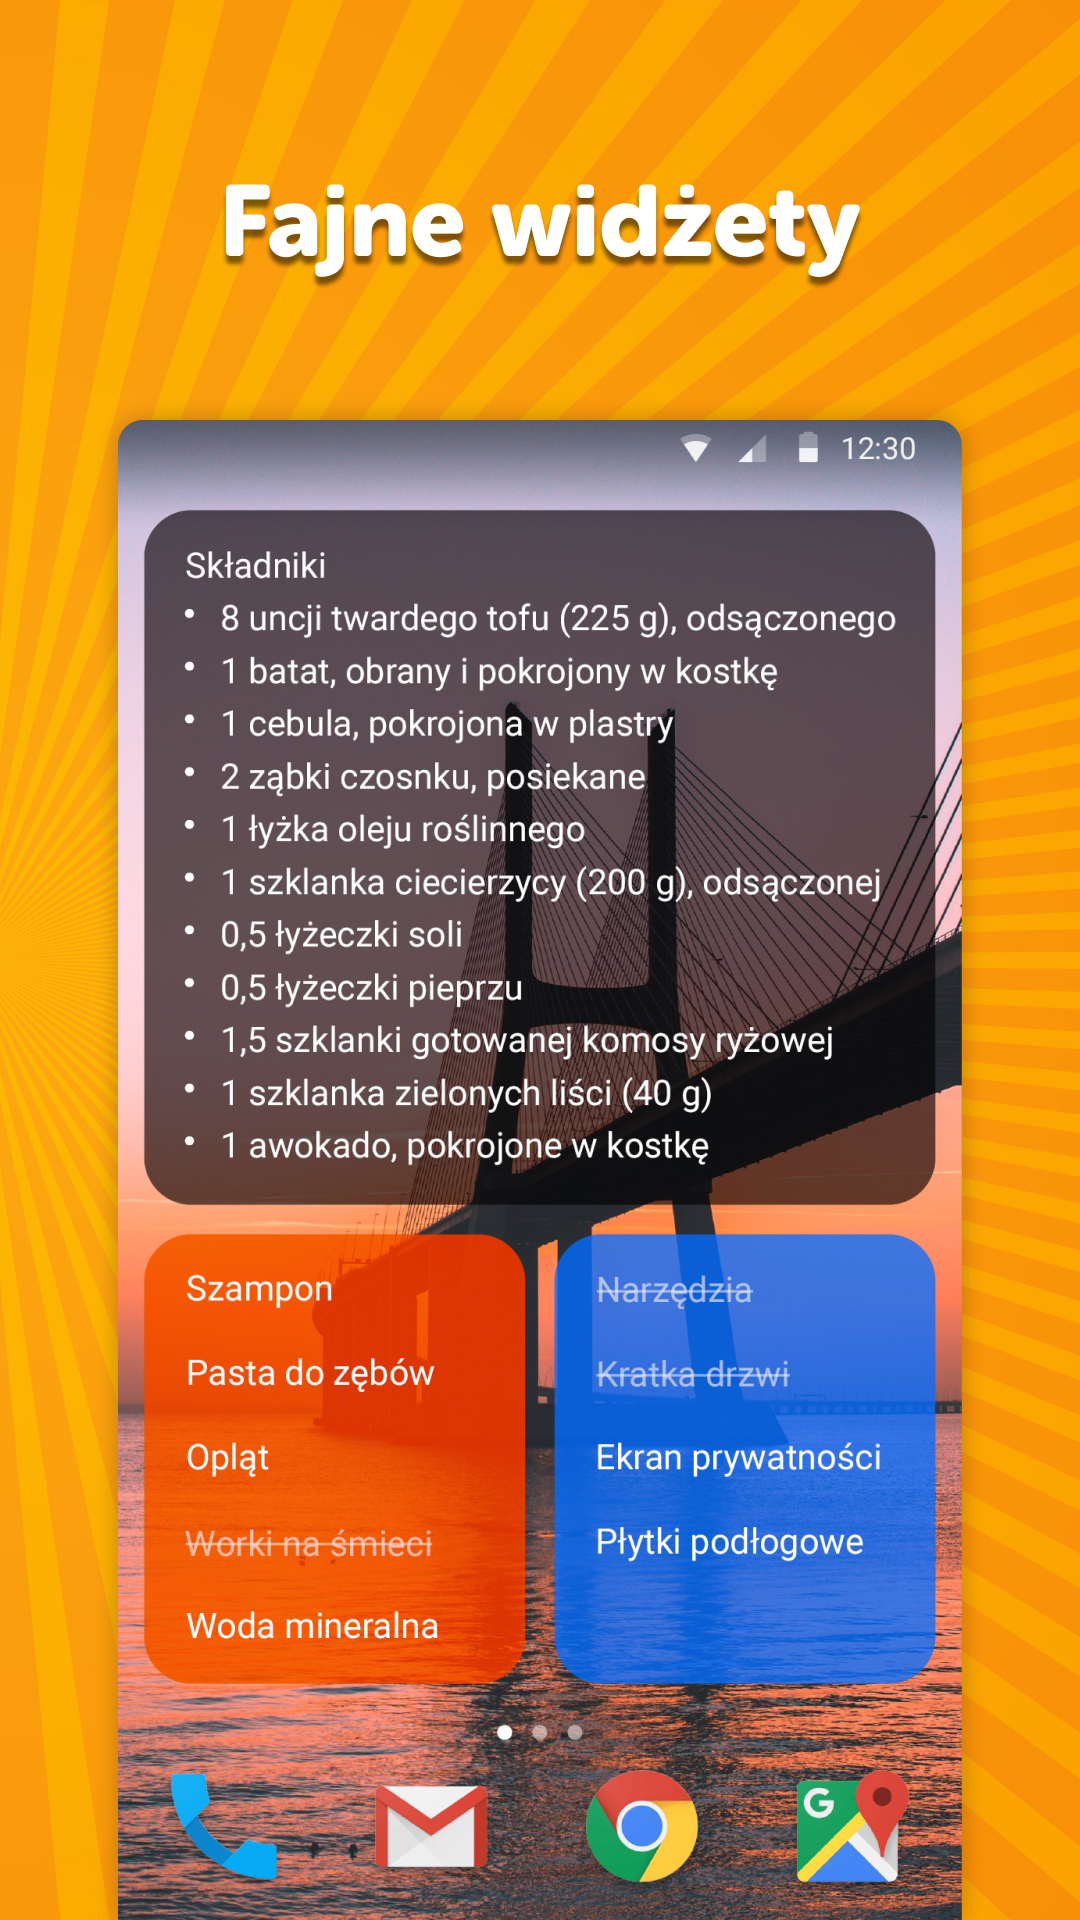 Fajne widżety
12:30
Składniki
• 8 uncji twardego tofu (225 g), odsączonego
• 1 batat, obrany i pokrojony w kostkę
• 1 cebula, pokrojona w plastry
• 2 ząbki czosnku, posiekane
• 1 łyżka oleju roślinnego
• 1 szklanka ciecierzycy (200 g), odsączonej
• 0,5 łyżeczki soli
• 0,5 łyżeczki pieprzu
• 1,5 szklanki gotowanej komosy ryżowej
• 1 szklanka zielonych liści (40 g)
• 1 awokado, pokrojone w kostkę
Szampon
Pasta do zębów
Opląt
Worki na śmieci
Woda mineralna
Narzędzia
Kratka drzwi
Ekran prywatności
Płytki podłogowe
G